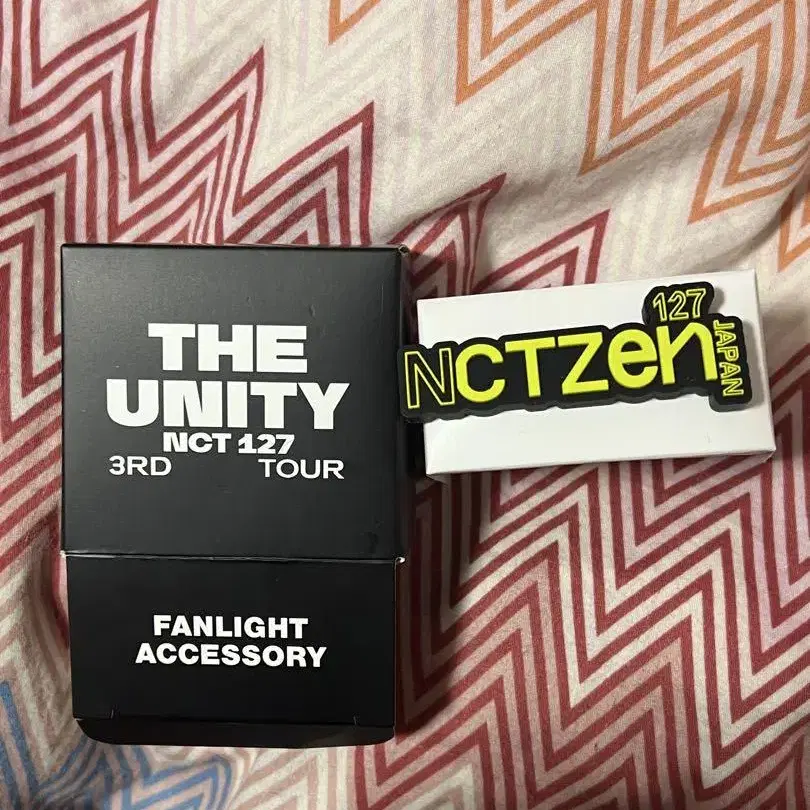 THE
UNITY
NCT 127
3RD TOUR
FANLIGHT
ACCESSORY
127
NCTZen
JAPAN